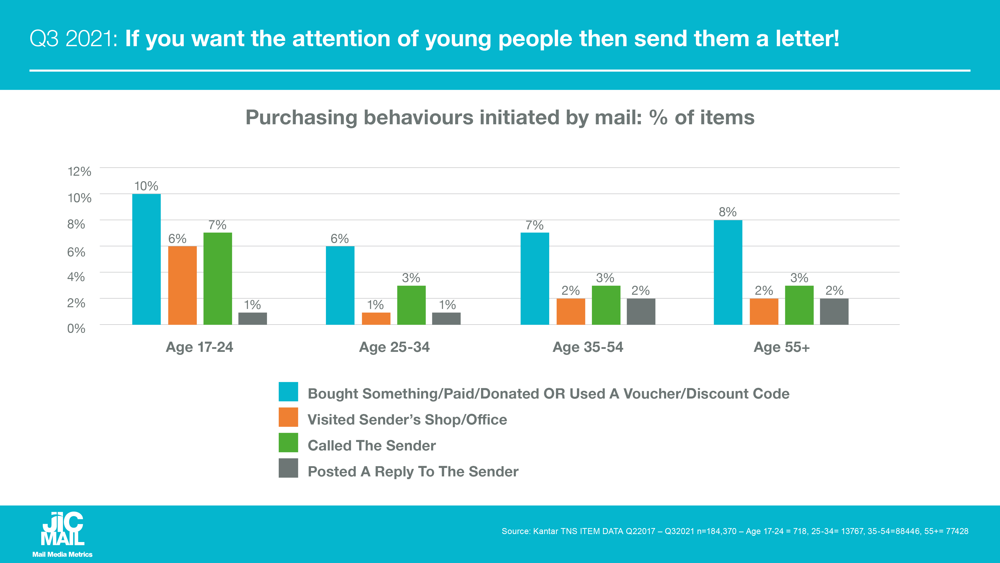 Q3 2021: If you want the attention of young people then send them a letter!
Purchasing behaviours initiated by mail: % of items
12%
10%
8%
6%
4%
2%
0%
10%
6%
7%
1%
6%
1%
3%
1%
7%
2%
3%
2%
8%
2%
3%
2%
Age 17-24
Age 25-34
Age 35-54
Age 55+
Bought Something/Paid/Donated OR Used A Voucher/Discount Code
Visited Sender’s Shop/Office
Called The Sender
Posted A Reply To The Sender
JIC
MAIL
Mail Media Metrics
Source: Kantar TNS ITEM DATA Q22017 – Q32021 n=184,370 – Age 17-24 = 718, 25-34= 13767, 35-54=88446, 55+= 77428